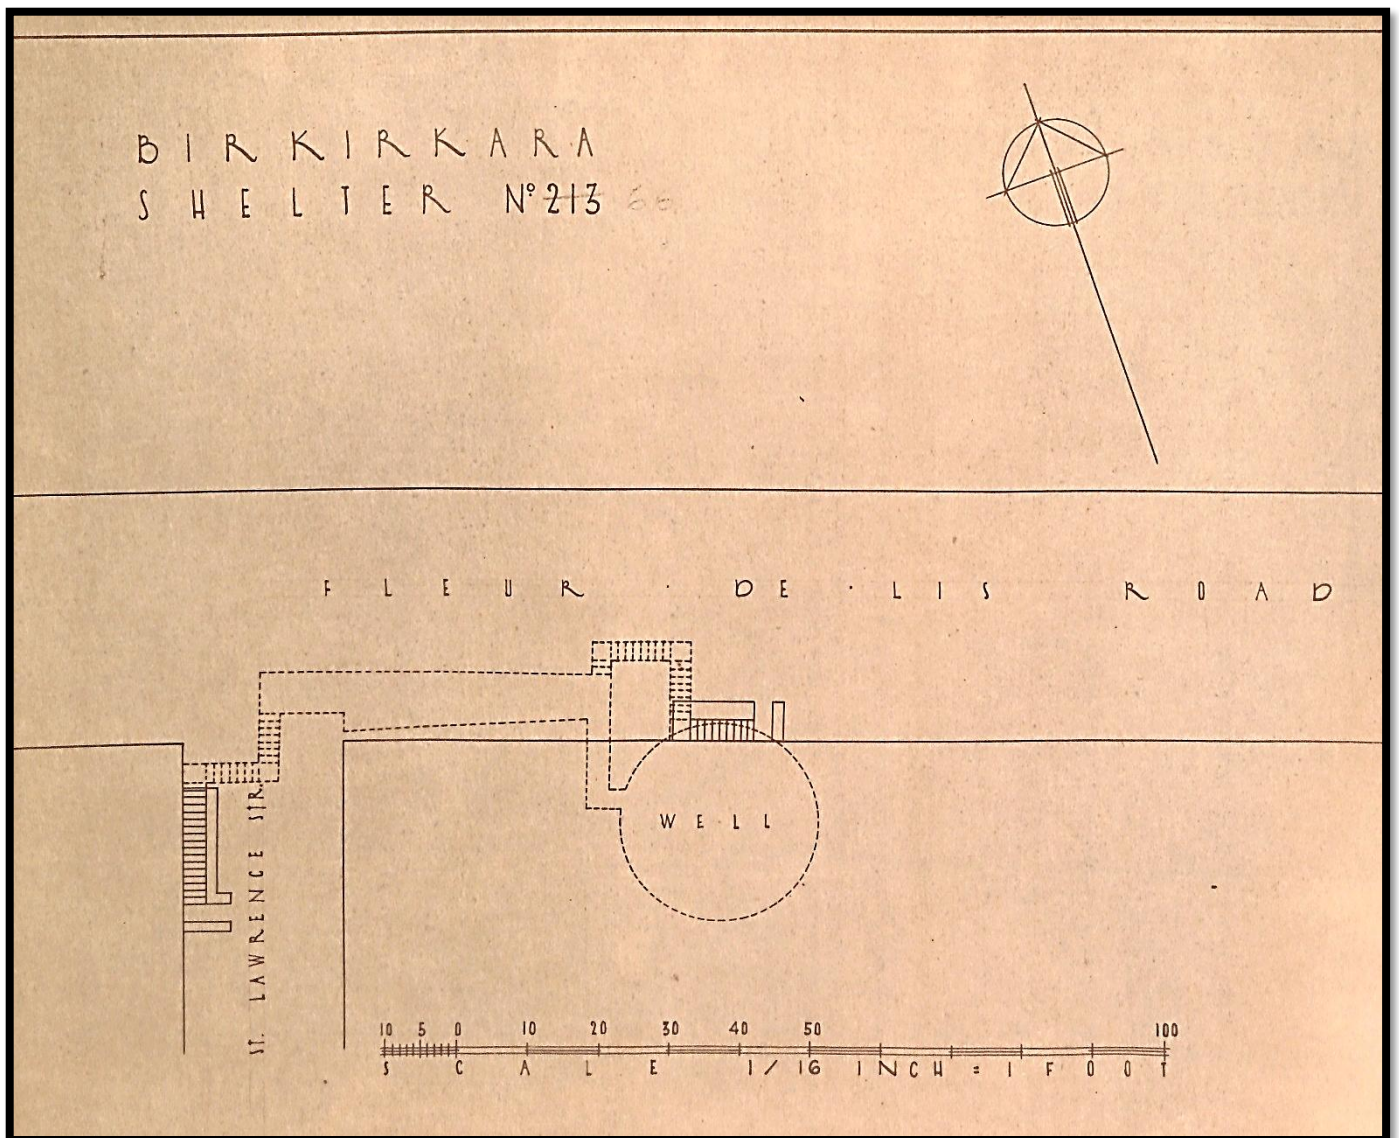 BIRKIRKARA
SHELTER Nº 213
FLEUR · DE · LIS ROAD
WELL
ST. LAWRENCE STR.
10 5 0 10 20 30 40 50 100
SCALE 1/16 INCH = 1 FOOT